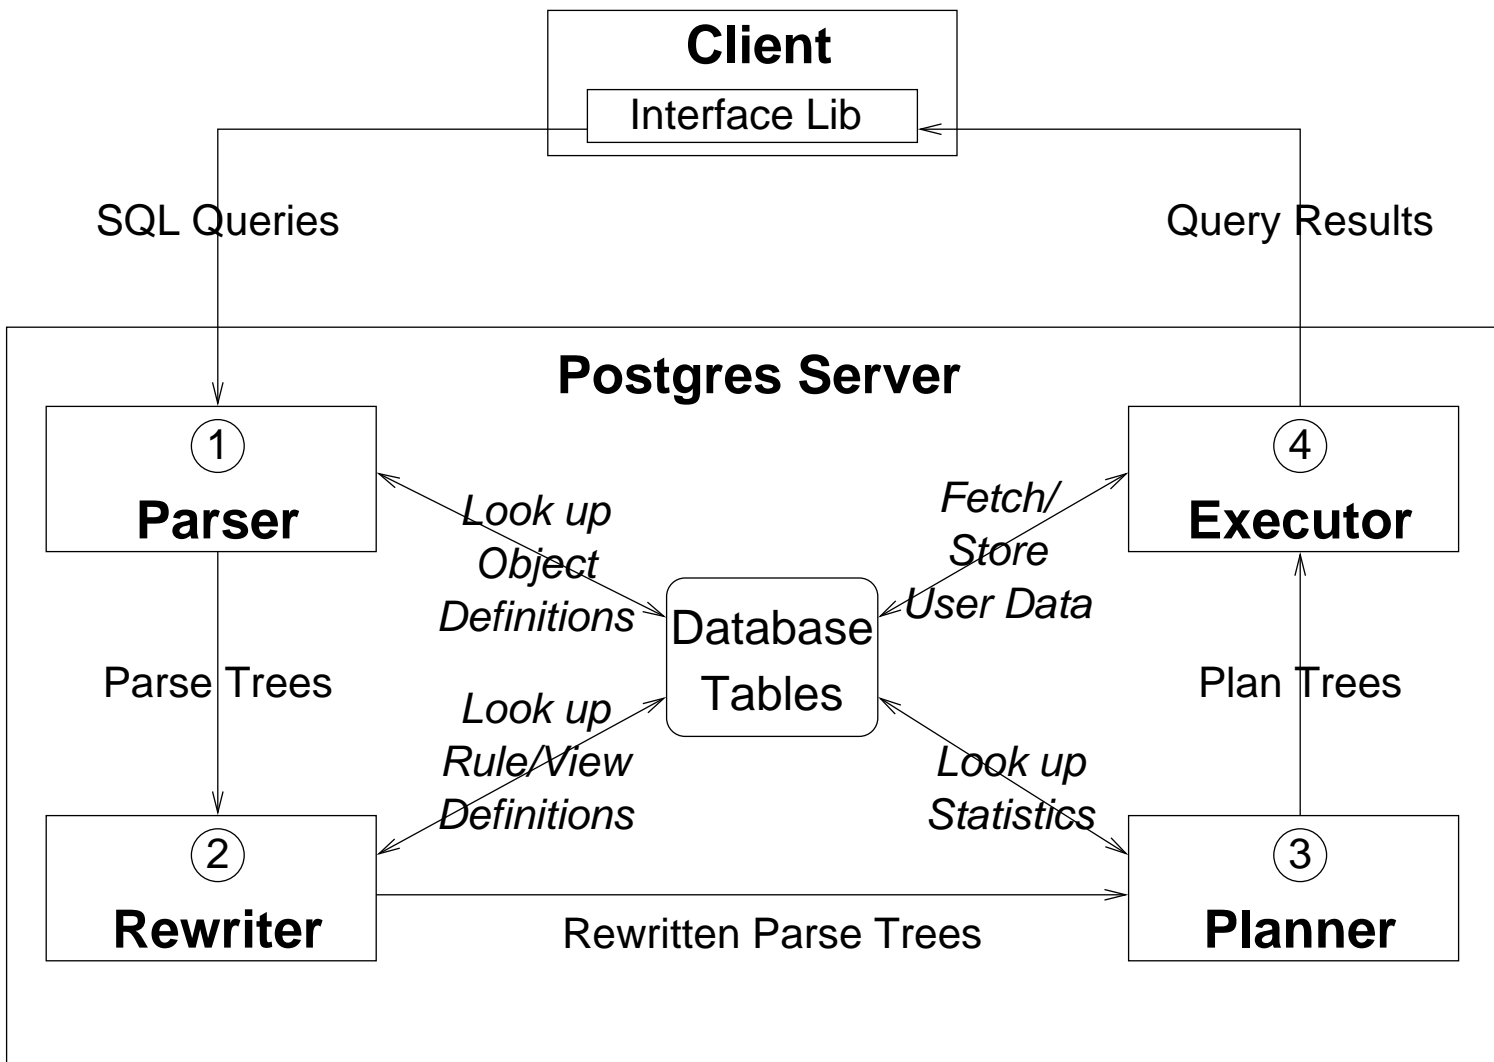 Client
Interface Lib
SQL Queries
Query Results
Postgres Server
1
Parser
4
Executor
Look up
Object
Definitions
Fetch/
Store
User Data
Database
Tables
Parse Trees
Plan Trees
Look up
Rule/View
Definitions
Look up
Statistics
2
Rewriter
3
Planner
Rewritten Parse Trees